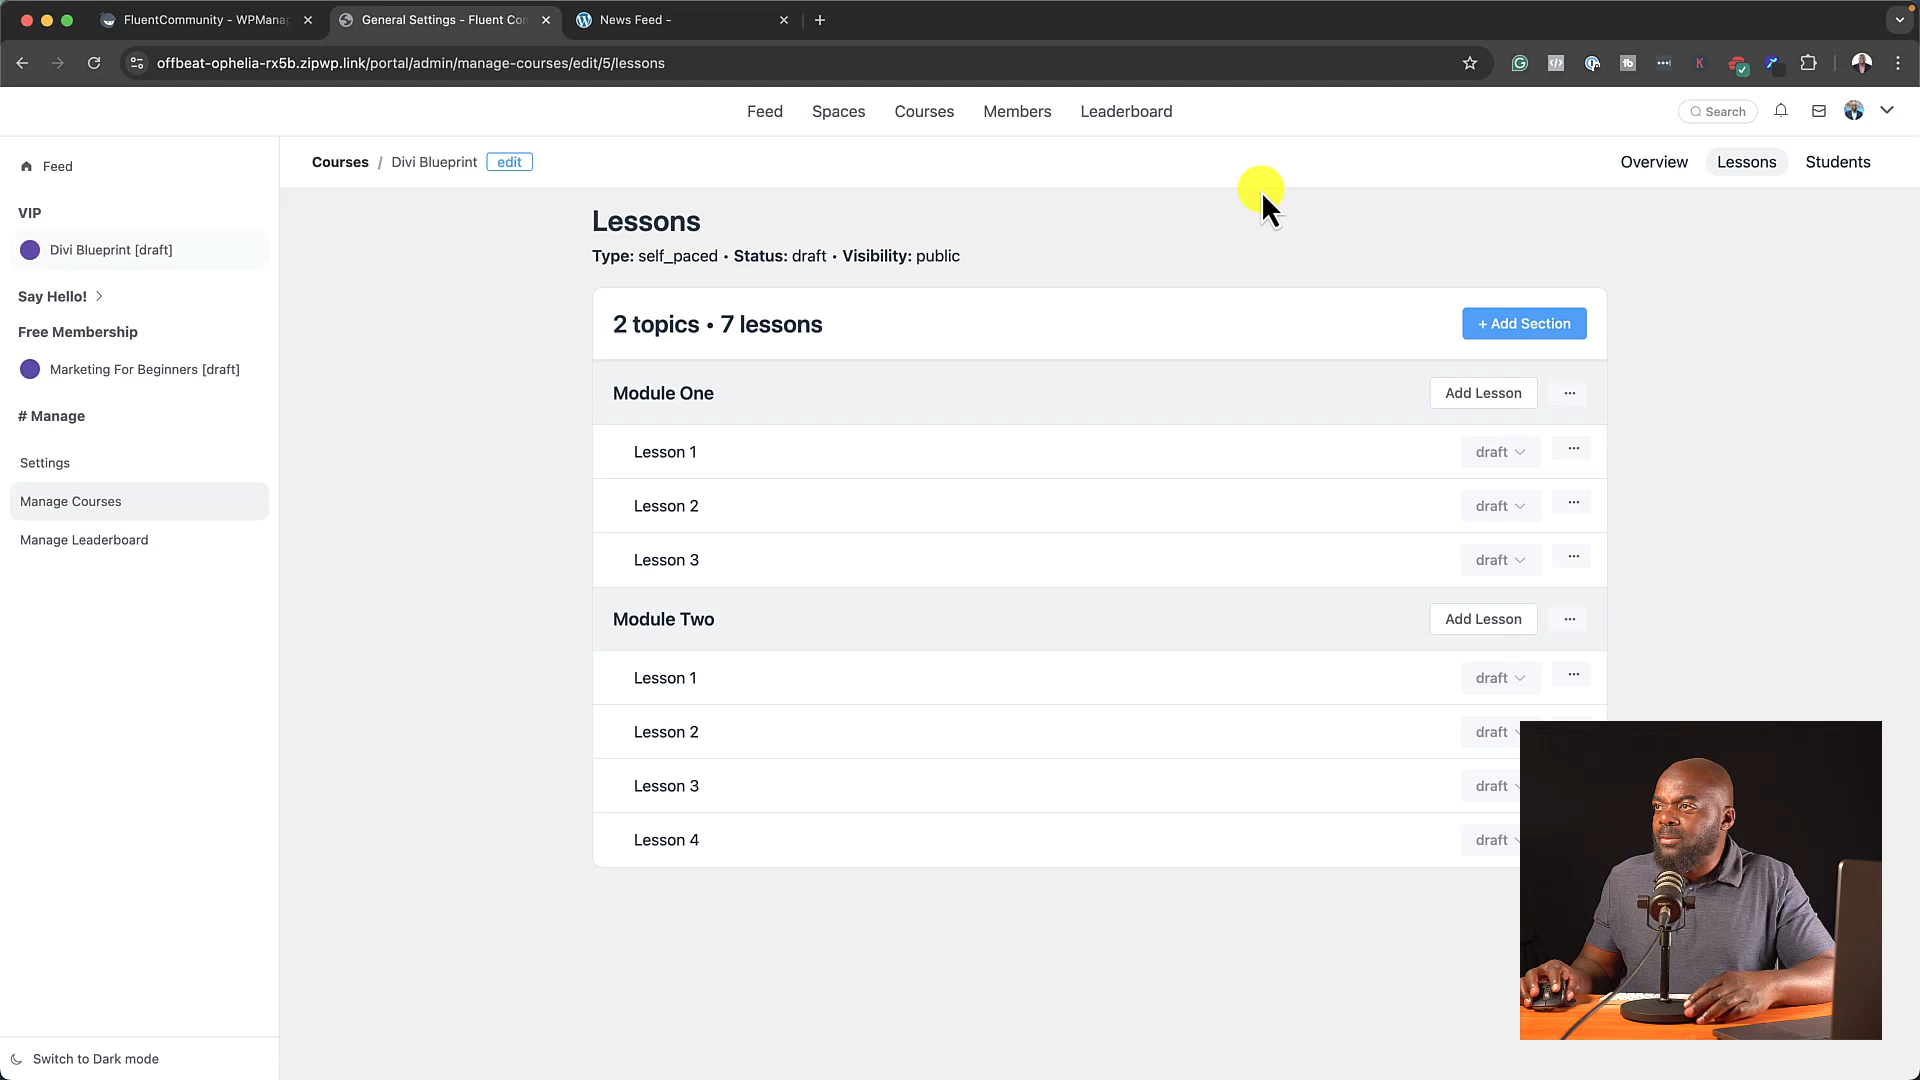 FluentCommunity - WPManag
General Settings - Fluent Con
News Feed -
offbeat-ophelia-rx5b.zipwp.link/portal/admin/manage-courses/edit/5/lessons
Feed
Spaces
Courses
Members
Leaderboard
Search
Feed
VIP
Divi Blueprint [draft]
Say Hello!
Free Membership
Marketing For Beginners [draft]
# Manage
Settings
Manage Courses
Manage Leaderboard
Switch to Dark mode
Courses / Divi Blueprint edit
Overview
Lessons
Students
Lessons
Type: self_paced • Status: draft • Visibility: public
2 topics • 7 lessons
+ Add Section
Module One
Add Lesson
Lesson 1
draft
Lesson 2
draft
Lesson 3
draft
Module Two
Add Lesson
Lesson 1
draft
Lesson 2
draft
Lesson 3
draft
Lesson 4
draft